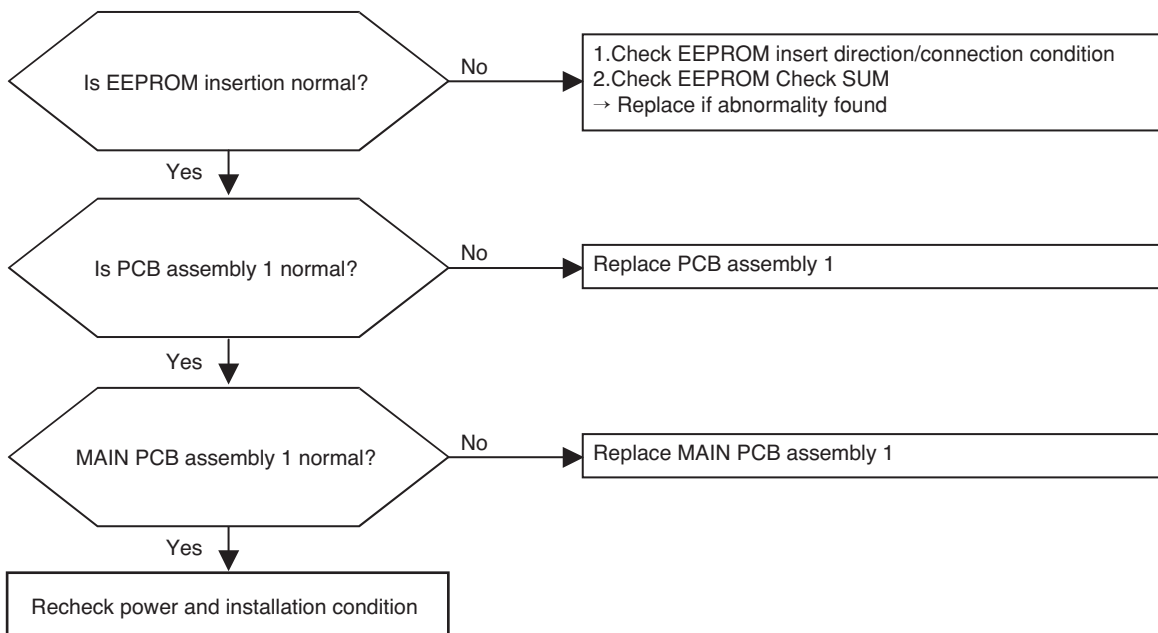 Is EEPROM insertion normal?
No
1.Check EEPROM insert direction/connection condition
2.Check EEPROM Check SUM
→ Replace if abnormality found
Yes
Is PCB assembly 1 normal?
No
Replace PCB assembly 1
Yes
MAIN PCB assembly 1 normal?
No
Replace MAIN PCB assembly 1
Yes
Recheck power and installation condition